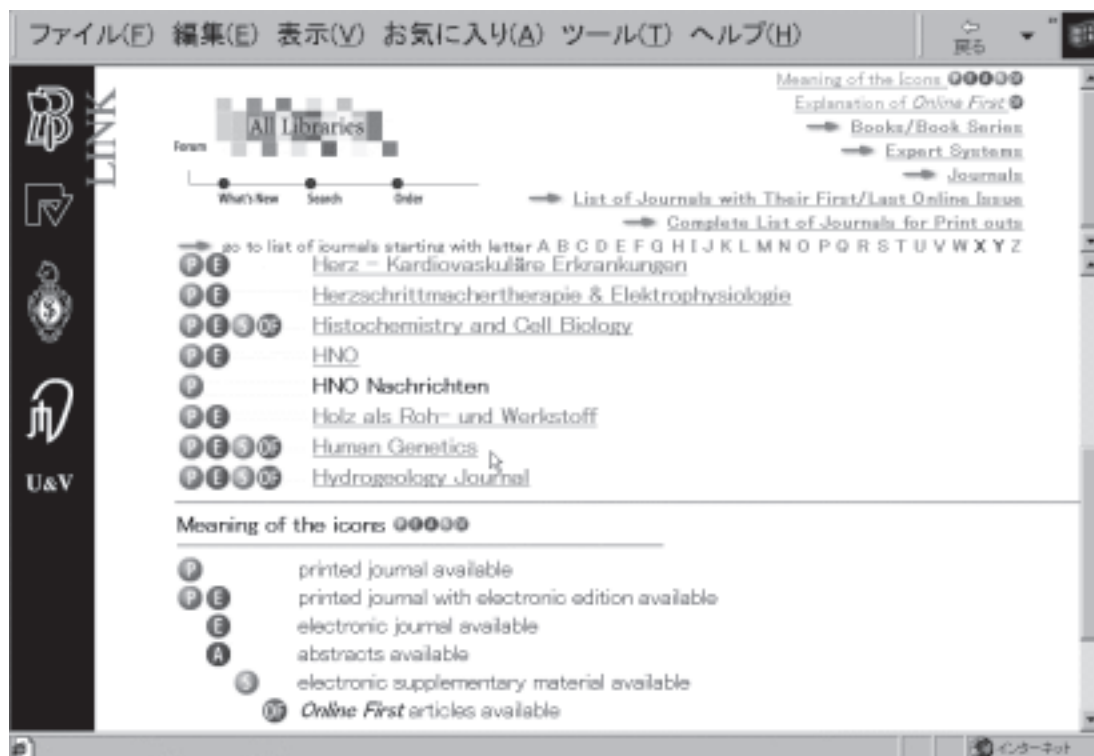 ファイル(F) 編集(E) 表示(V) お気に入り(A) ツール(T) ヘルプ(H)
戻る
LINK
U&V
All Libraries
Forum
What's New Search Order
Meaning of the Icons
Explanation of Online First
Books/Book Series
Expert Systems
Journals
List of Journals with Their First/Last Online Issue
Complete List of Journals for Print outs
go to list of journals starting with letter A B C D E F G H I J K L M N O P Q R S T U V W X Y Z
P E Herz - Kardiovaskuläre Erkrankungen
P E Herzschrittmachertherapie & Elektrophysiologie
P E S OF Histochemistry and Cell Biology
P E HNO
P HNO Nachrichten
P E Holz als Roh- und Werkstoff
P E S OF Human Genetics
P E S OF Hydrogeology Journal
Meaning of the icons
P printed journal available
P E printed journal with electronic edition available
E electronic journal available
A abstracts available
S electronic supplementary material available
OF Online First articles available
インターネット